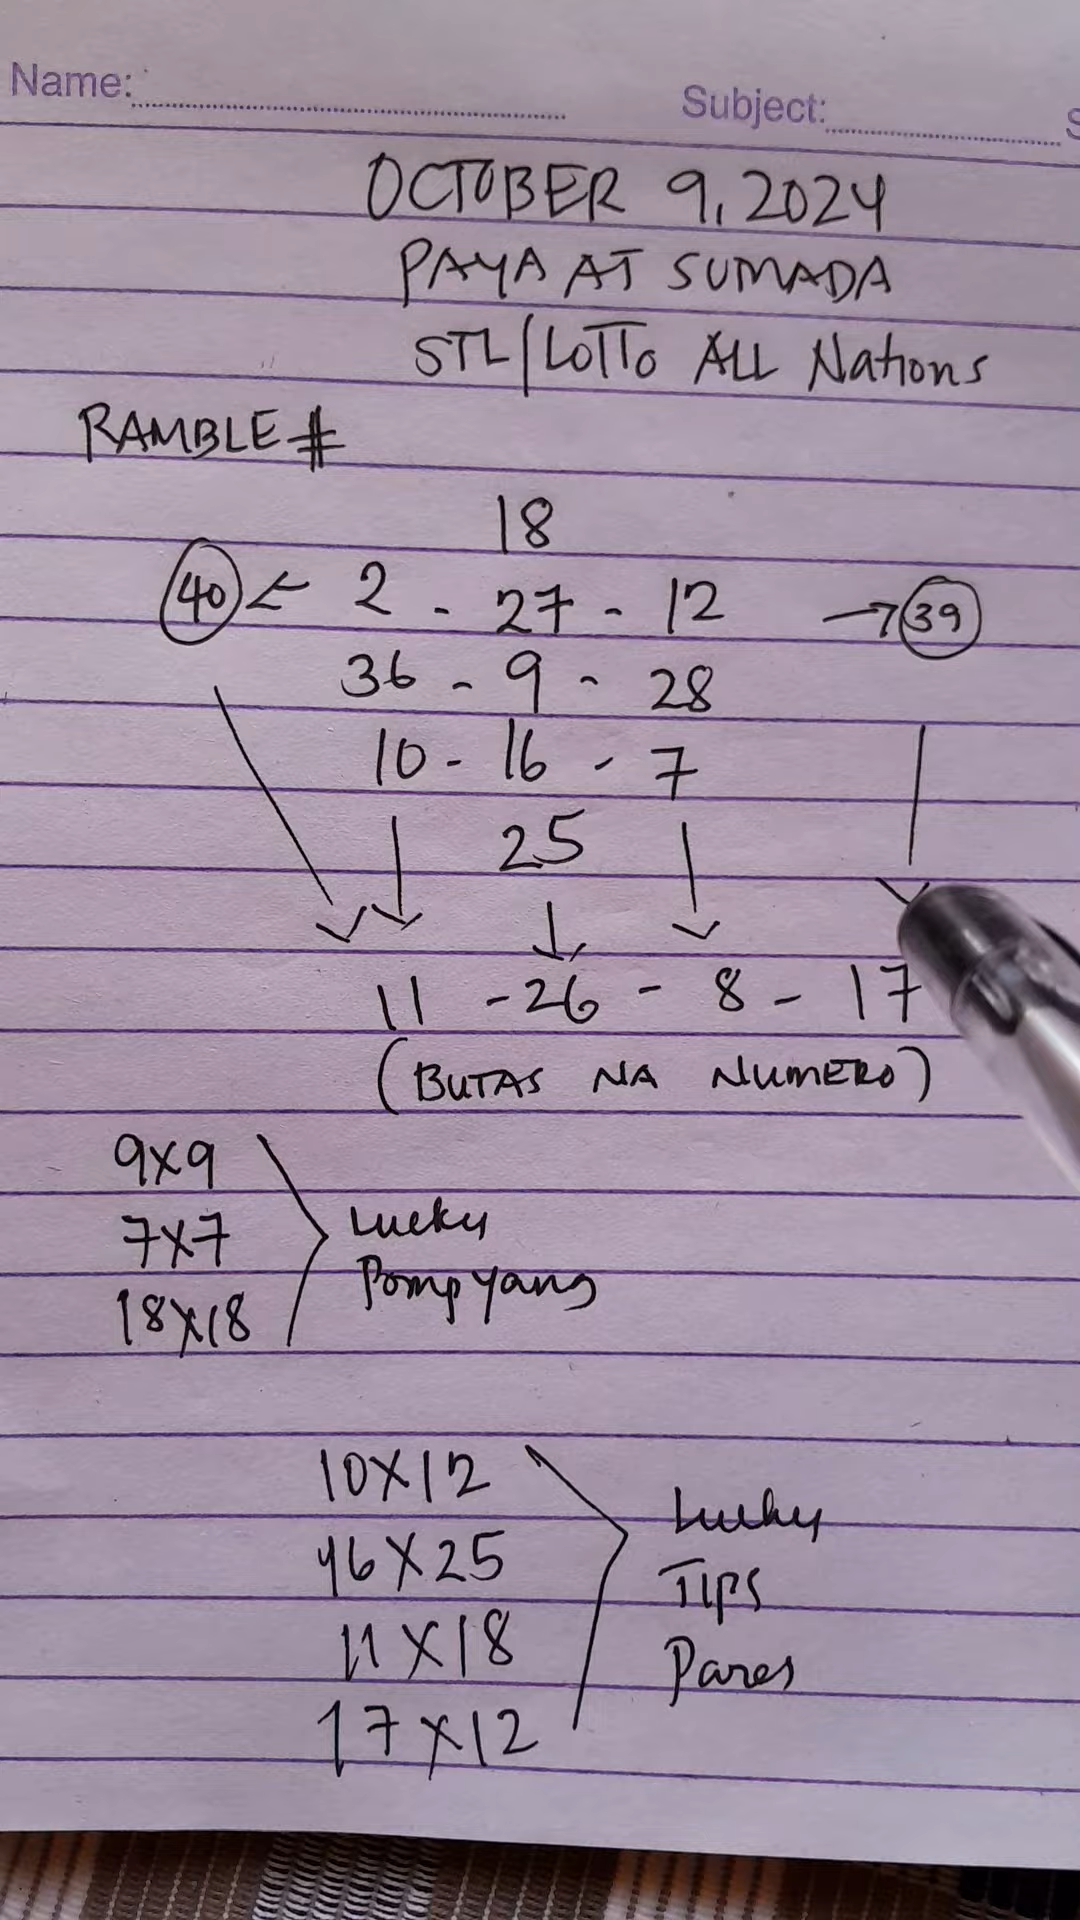 Name: Subject: S
OCTOBER 9, 2024
PAYA AT SUMADA
STL/LOTTO ALL Nations
RAMBLE #
18
40 ← 2 - 27 - 12 → 39
36 - 9 - 28
10 - 16 - 7
25
11 - 26 - 8 - 17
(BUTAS NA NUMERO)
9X9
7X7
18X18
Lucky
Pompyang
10X12
16X25
11X18
17X12
Lucky
TIPS
Pares